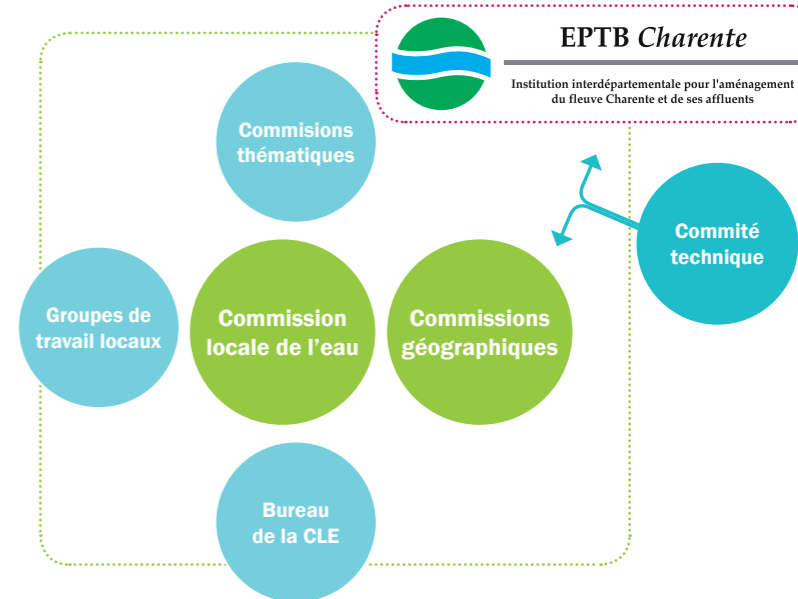 EPTB Charente
Institution interdépartementale pour l'aménagement
du fleuve Charente et de ses affluents
Commisions
thématiques
Commité
technique
Groupes de
travail locaux
Commission
locale de l'eau
Commissions
géographiques
Bureau
de la CLE